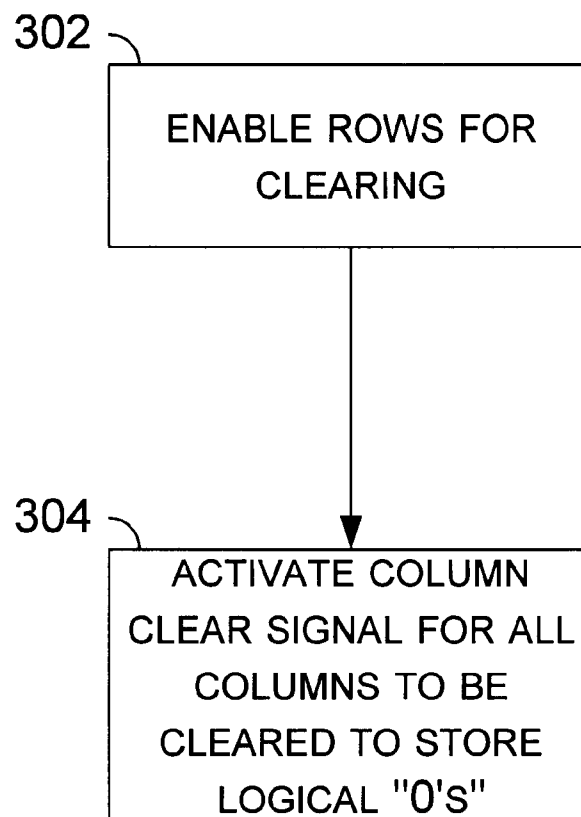 302
ENABLE ROWS FOR
CLEARING
304
ACTIVATE COLUMN
CLEAR SIGNAL FOR ALL
COLUMNS TO BE
CLEARED TO STORE
LOGICAL "0'S"